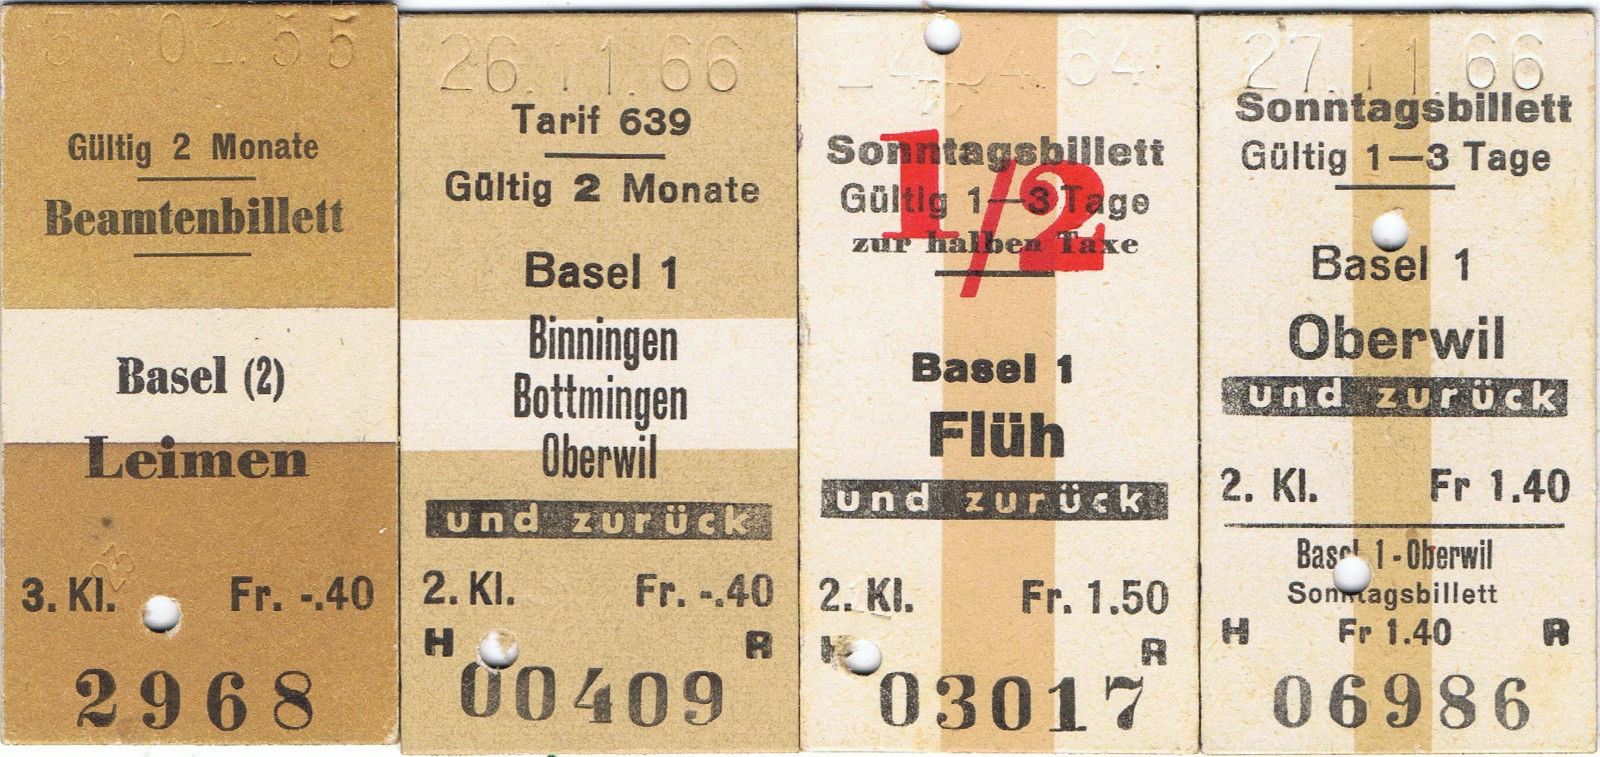 Gültig 2 Monate
Beamtenbillett
Basel (2)
Leimen
3. Kl. Fr. -.40
2968
26.11.66
Tarif 639
Gültig 2 Monate
Basel 1
Binningen
Bottmingen
Oberwil
und zurück
2. Kl. Fr. -.40
H R
00409
64
Sonntagsbillett
Gültig 1—3 Tage
zur halben Taxe
1/2
Basel 1
Flüh
und zurück
2. Kl. Fr. 1.50
H R
03017
27.11.66
Sonntagsbillett
Gültig 1—3 Tage
Basel 1
Oberwil
und zurück
2. Kl. Fr 1.40
Basel 1-Oberwil
Sonntagsbillett
H Fr 1.40 R
06986